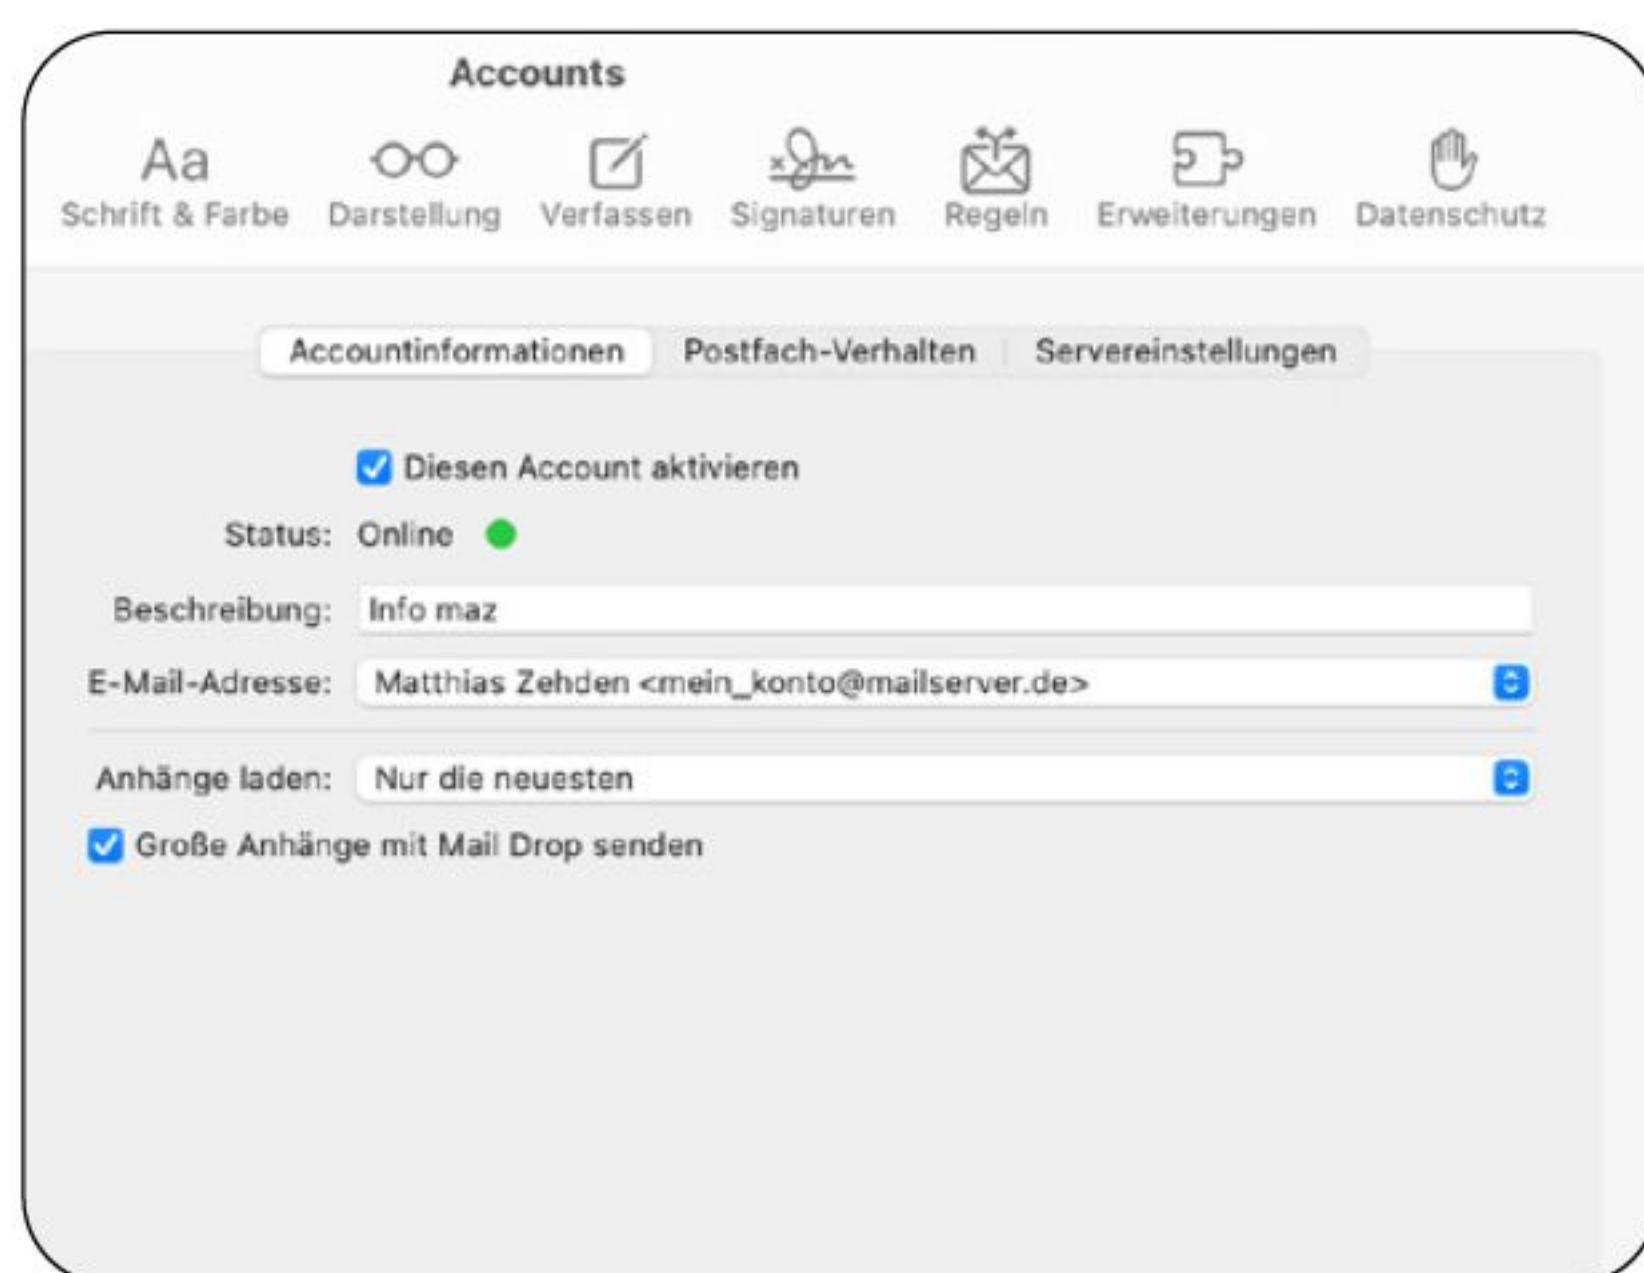 Accounts
Aa
Schrift & Farbe Darstellung Verfassen Signaturen Regeln Erweiterungen Datenschutz
Accountinformationen Postfach-Verhalten Servereinstellungen
Diesen Account aktivieren
Status: Online
Beschreibung: Info maz
E-Mail-Adresse: Matthias Zehden <mein_konto@mailserver.de>
Anhänge laden: Nur die neuesten
Große Anhänge mit Mail Drop senden